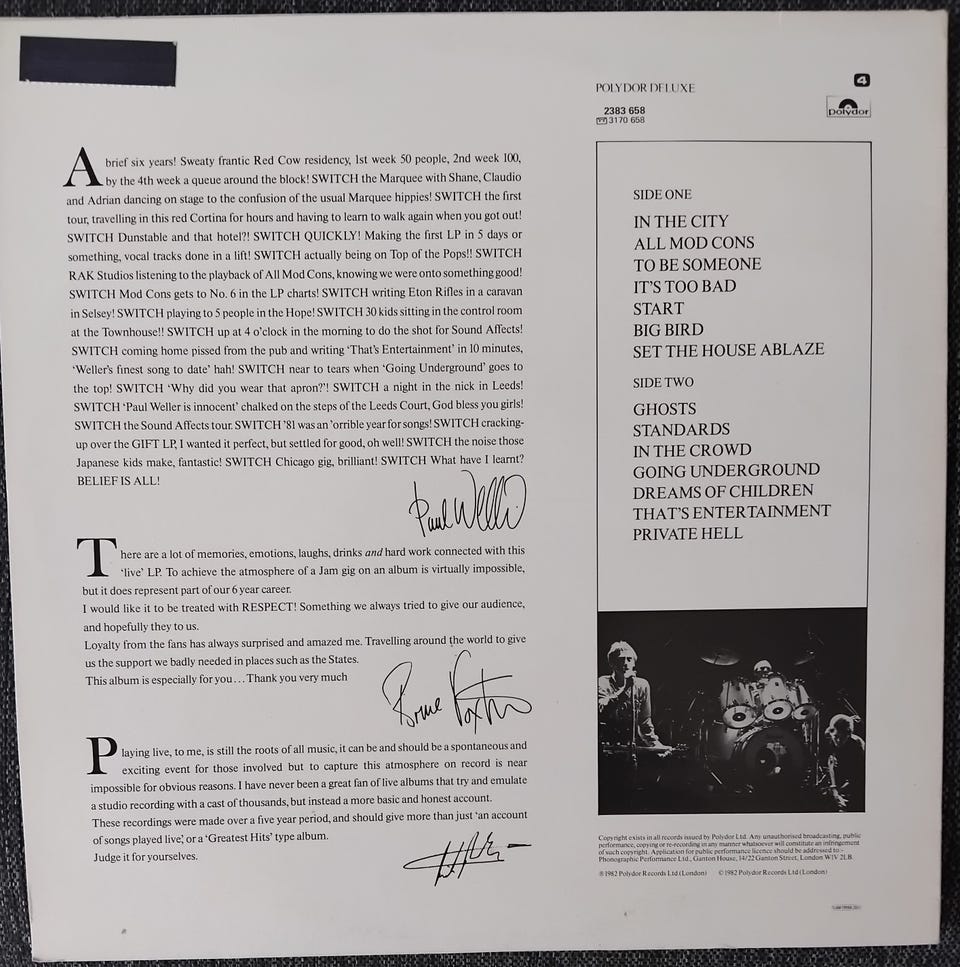 A brief six years! Sweaty frantic Red Cow residency, 1st week 50 people, 2nd week 100,
by the 4th week a queue around the block! SWITCH the Marquee with Shane, Claudio
and Adrian dancing on stage to the confusion of the usual Marquee hippies! SWITCH the first
tour, travelling in this red Cortina for hours and having to learn to walk again when you got out!
SWITCH Dunstable and that hotel?! SWITCH QUICKLY! Making the first LP in 5 days or
something, vocal tracks done in a lift! SWITCH actually being on Top of the Pops!! SWITCH
RAK Studios listening to the playback of All Mod Cons, knowing we were onto something good!
SWITCH Mod Cons gets to No. 6 in the LP charts! SWITCH writing Eton Rifles in a caravan
in Selsey! SWITCH playing to 5 people in the Hope! SWITCH 30 kids sitting in the control room
at the Townhouse!! SWITCH up at 4 o'clock in the morning to do the shot for Sound Affects!
SWITCH coming home pissed from the pub and writing 'That's Entertainment' in 10 minutes,
'Weller's finest song to date' hah! SWITCH near to tears when 'Going Underground' goes to
the top! SWITCH 'Why did you wear that apron?'! SWITCH a night in the nick in Leeds!
SWITCH 'Paul Weller is innocent' chalked on the steps of the Leeds Court, God bless you girls!
SWITCH the Sound Affects tour. SWITCH '81 was an 'orrible year for songs! SWITCH cracking-
up over the GIFT LP, I wanted it perfect, but settled for good, oh well! SWITCH the noise those
Japanese kids make, fantastic! SWITCH Chicago gig, brilliant! SWITCH What have I learnt?
BELIEF IS ALL!
Paul Weller
There are a lot of memories, emotions, laughs, drinks and hard work connected with this
'live' LP. To achieve the atmosphere of a Jam gig on an album is virtually impossible,
but it does represent part of our 6 year career.
I would like it to be treated with RESPECT! Something we always tried to give our audience,
and hopefully they to us.
Loyalty from the fans has always surprised and amazed me. Travelling around the world to give
us the support we badly needed in places such as the States.
This album is especially for you... Thank you very much
Bruce Foxton
Playing live, to me, is still the roots of all music, it can be and should be a spontaneous and
exciting event for those involved but to capture this atmosphere on record is near
impossible for obvious reasons. I have never been a great fan of live albums that try and emulate
a studio recording with a cast of thousands, but instead a more basic and honest account.
These recordings were made over a five year period, and should give more than just 'an account
of songs played live', or a 'Greatest Hits' type album.
Judge it for yourselves.
POLYDOR DELUXE
4
2383 658
3170 658
polydor
SIDE ONE
IN THE CITY
ALL MOD CONS
TO BE SOMEONE
IT'S TOO BAD
START
BIG BIRD
SET THE HOUSE ABLAZE
SIDE TWO
GHOSTS
STANDARDS
IN THE CROWD
GOING UNDERGROUND
DREAMS OF CHILDREN
THAT'S ENTERTAINMENT
PRIVATE HELL
Copyright exists in all records issued by Polydor Ltd. Any unauthorised broadcasting, public
performance, copying or re-recording in any manner whatsoever will constitute an infringement
of such copyright. Application for public performance licence should be addressed to:-
Phonographic Performance Ltd., Ganton House, 14/22 Ganton Street, London W1V 2LB.
℗ 1982 Polydor Records Ltd (London) © 1982 Polydor Records Ltd (London)